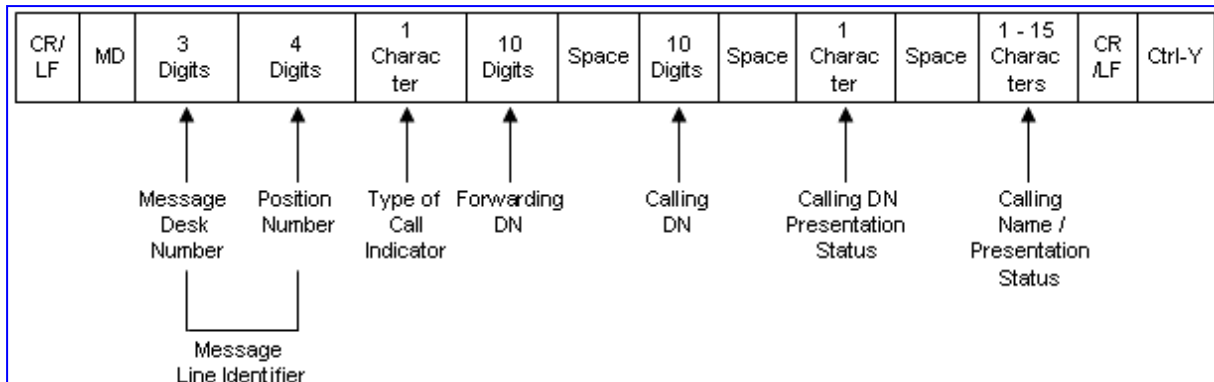 CR/
LF
MD
3
Digits
4
Digits
1
Charac
ter
10
Digits
Space
10
Digits
Space
1
Charac
ter
Space
1 - 15
Charac
ters
CR
/LF
Ctrl-Y
Message
Desk
Number
Position
Number
Type of
Call
Indicator
Forwarding
DN
Calling
DN
Calling DN
Presentation
Status
Calling
Name /
Presentation
Status
Message
Line Identifier